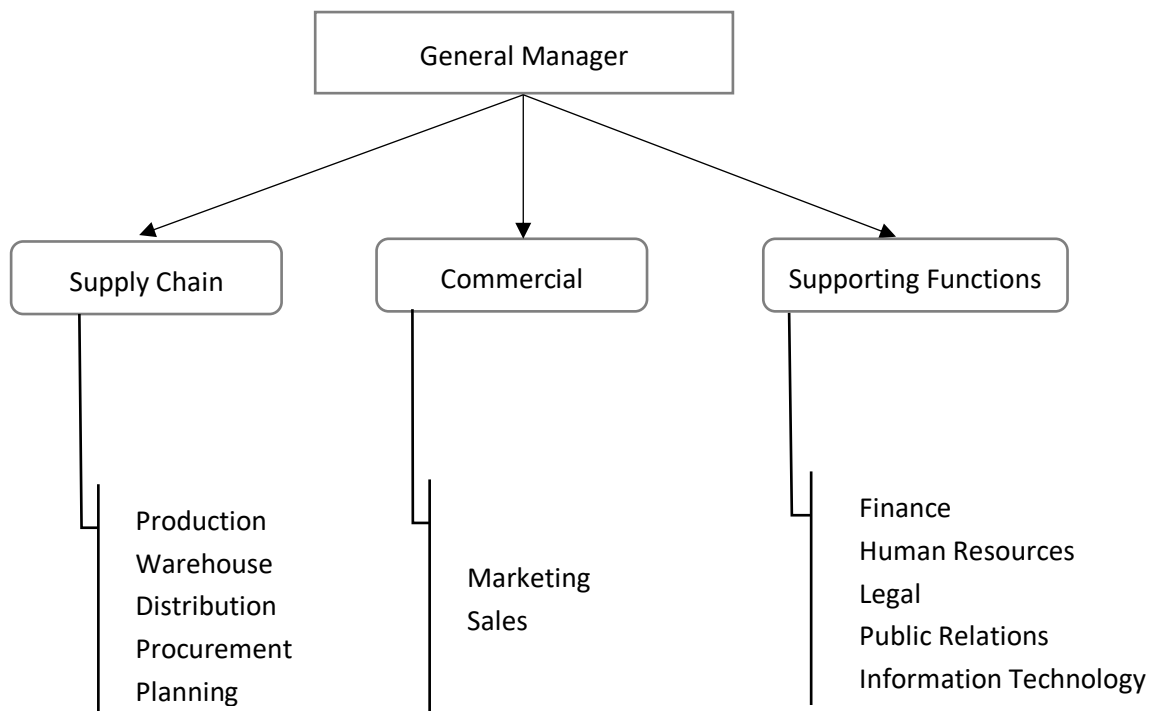 General Manager
Supply Chain
Commercial
Supporting Functions
Production
Warehouse
Distribution
Procurement
Planning
Marketing
Sales
Finance
Human Resources
Legal
Public Relations
Information Technology